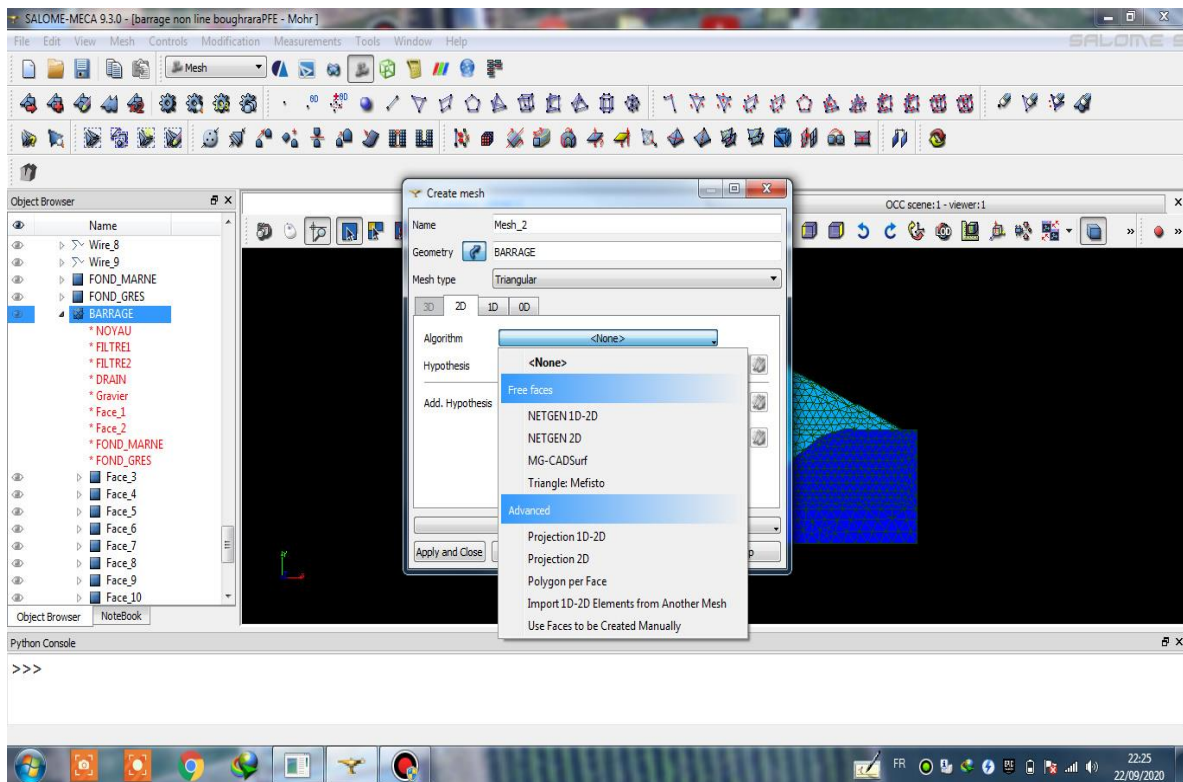 SALOME-MECA 9.3.0 - [barrage non line boughraraPFE - Mohr ]
File Edit View Mesh Controls Modification Measurements Tools Window Help
SALOME
Mesh
Object Browser
Create mesh
OCC scene:1 - viewer:1
Name
Wire_8
Wire_9
FOND_MARNE
FOND_GRES
BARRAGE
* NOYAU
* FILTRE1
* FILTRE2
* DRAIN
* Gravier
* Face_1
* Face_2
* FOND_MARNE
* FOND_GRES
Face_3
Face_4
Face_5
Face_6
Face_7
Face_8
Face_9
Face_10
Object Browser NoteBook
Name Mesh_2
Geometry BARRAGE
Mesh type Triangular
3D 2D 1D 0D
Algorithm <None>
Hypothesis
Add. Hypothesis
Apply and Close
<None>
Free faces
NETGEN 1D-2D
NETGEN 2D
MG-CADSurf
Triangle: Mefisto
Advanced
Projection 1D-2D
Projection 2D
Polygon per Face
Import 1D-2D Elements from Another Mesh
Use Faces to be Created Manually
Python Console
>>>
FR
22:25
22/09/2020